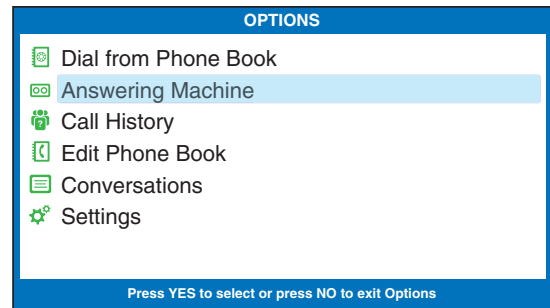 OPTIONS
Dial from Phone Book
Answering Machine
Call History
Edit Phone Book
Conversations
Settings
Press YES to select or press NO to exit Options